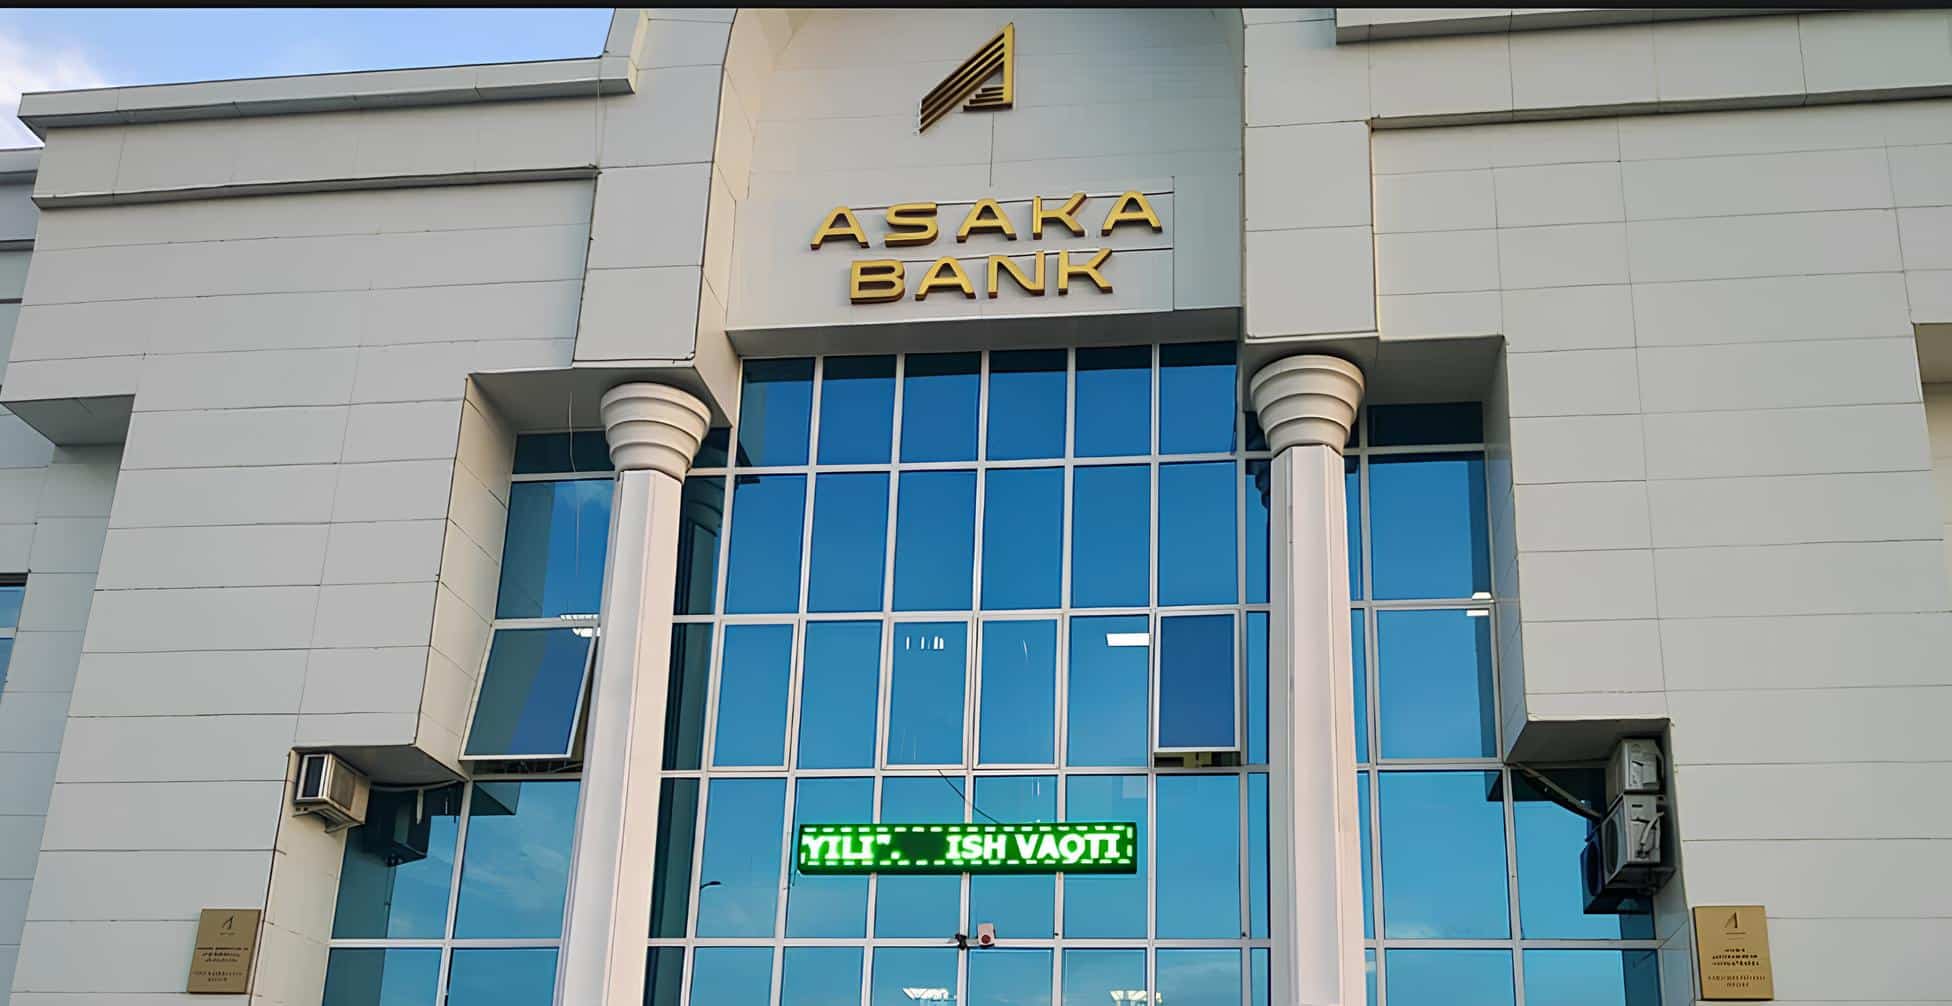 ASAKA
BANK
YILI". ISH VAQTI